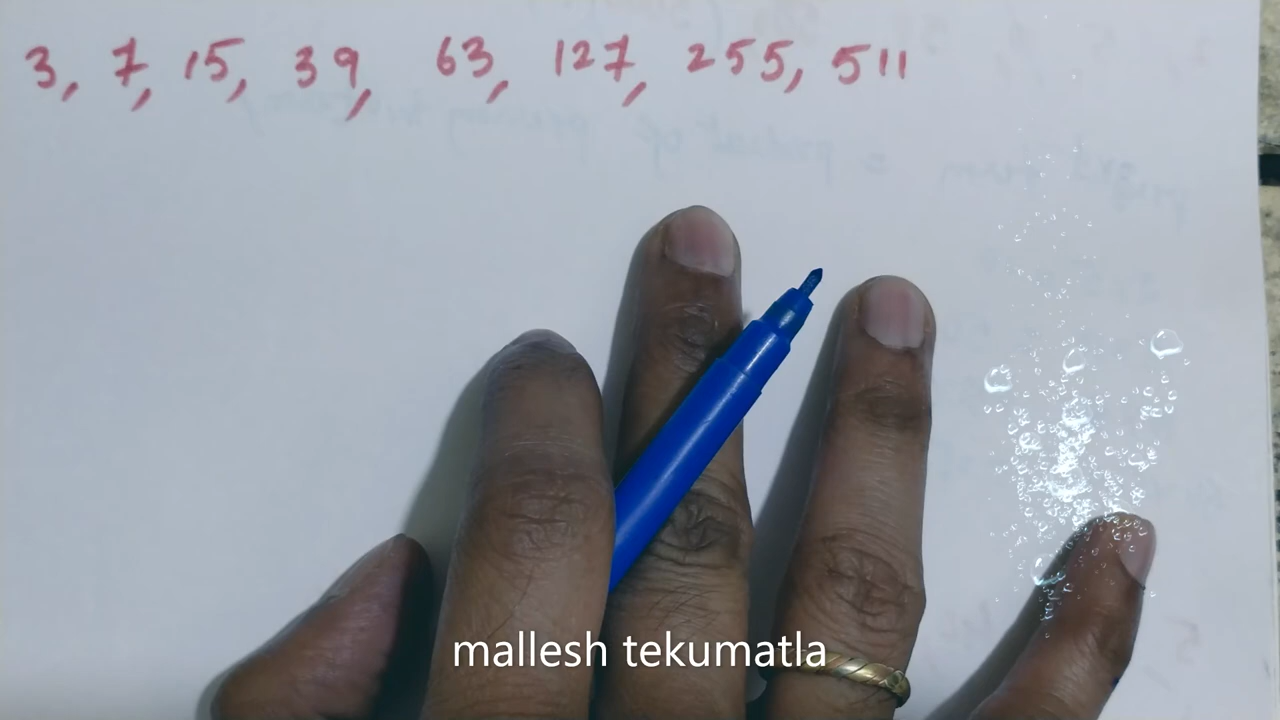 3, 7, 15, 39, 63, 127, 255, 511
mallesh tekumatla